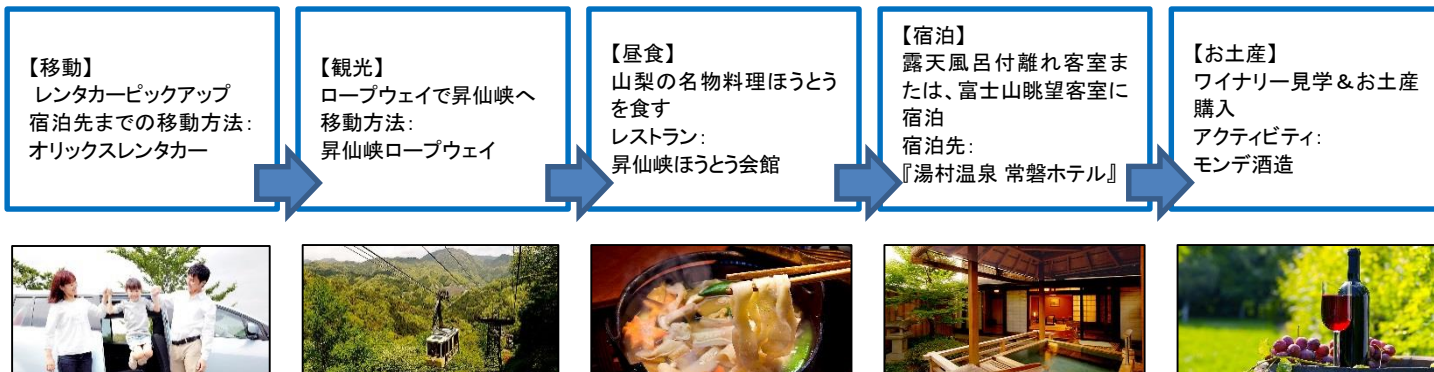 【移動】
レンタカーピックアップ
宿泊先までの移動方法:
オリックスレンタカー
【観光】
ロープウェイで昇仙峡へ
移動方法:
昇仙峡ロープウェイ
【昼食】
山梨の名物料理ほうとう
を食す
レストラン:
昇仙峡ほうとう会館
【宿泊】
露天風呂付離れ客室ま
たは、富士山眺望客室に
宿泊
宿泊先:
『湯村温泉 常磐ホテル』
【お土産】
ワイナリー見学&お土産
購入
アクティビティ:
モンデ酒造